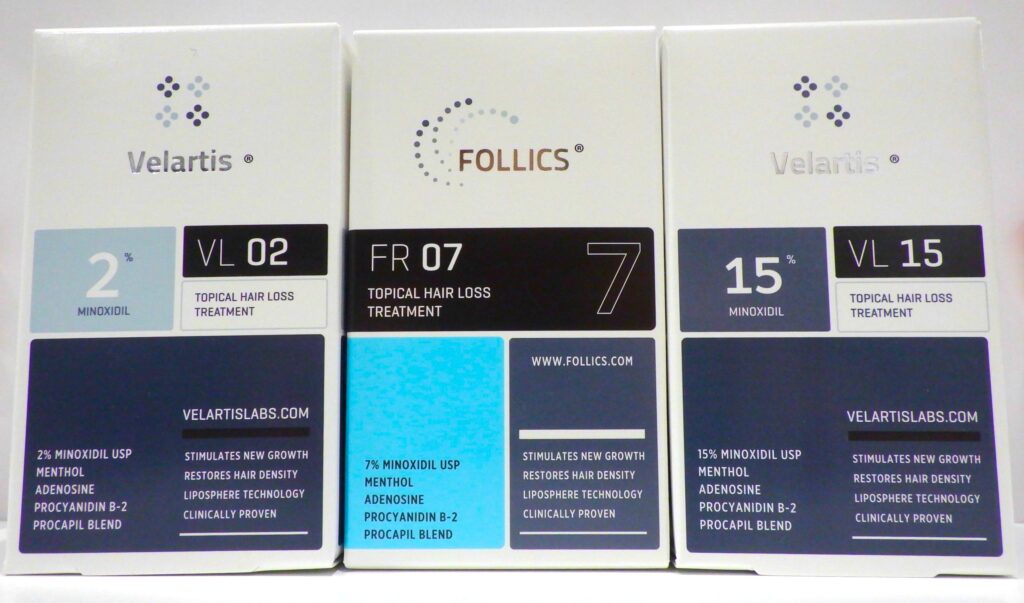 Velartis ®
2%
MINOXIDIL
VL 02
TOPICAL HAIR LOSS
TREATMENT
VELARTISLABS.COM
2% MINOXIDIL USP
MENTHOL
ADENOSINE
PROCYANIDIN B-2
PROCAPIL BLEND
STIMULATES NEW GROWTH
RESTORES HAIR DENSITY
LIPOSPHERE TECHNOLOGY
CLINICALLY PROVEN
FOLLICS®
FR 07
7
TOPICAL HAIR LOSS
TREATMENT
WWW.FOLLICS.COM
7% MINOXIDIL USP
MENTHOL
ADENOSINE
PROCYANIDIN B-2
PROCAPIL BLEND
STIMULATES NEW GROWTH
RESTORES HAIR DENSITY
LIPOSPHERE TECHNOLOGY
CLINICALLY PROVEN
Velartis ®
15%
MINOXIDIL
VL 15
TOPICAL HAIR LOSS
TREATMENT
VELARTISLABS.COM
15% MINOXIDIL USP
MENTHOL
ADENOSINE
PROCYANIDIN B-2
PROCAPIL BLEND
STIMULATES NEW GROWTH
RESTORES HAIR DENSITY
LIPOSPHERE TECHNOLOGY
CLINICALLY PROVEN